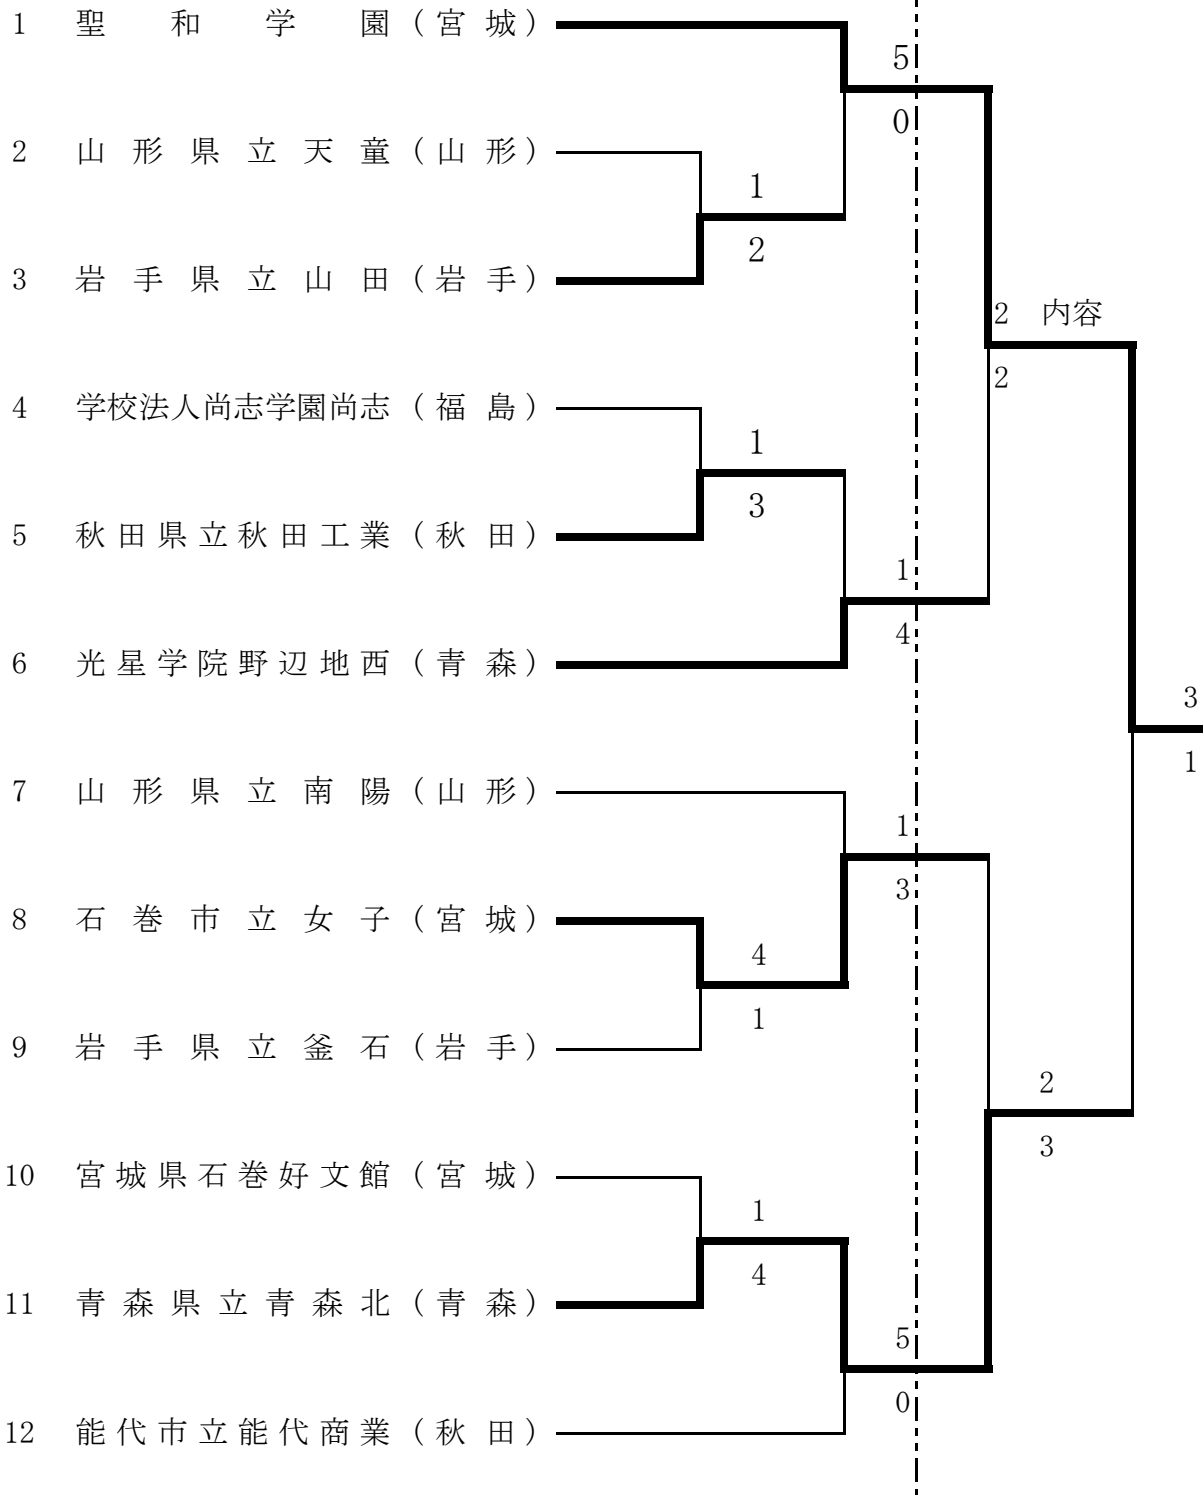 1 聖和学園（宮城）
5
0
2 山形県立天童（山形）
1
2
3 岩手県立山田（岩手）
2 内容
2
4 学校法人尚志学園尚志（福島）
1
3
5 秋田県立秋田工業（秋田）
1
4
6 光星学院野辺地西（青森）
3
1
7 山形県立南陽（山形）
1
3
8 石巻市立女子（宮城）
4
1
9 岩手県立釜石（岩手）
2
3
10 宮城県石巻好文館（宮城）
1
4
11 青森県立青森北（青森）
5
0
12 能代市立能代商業（秋田）